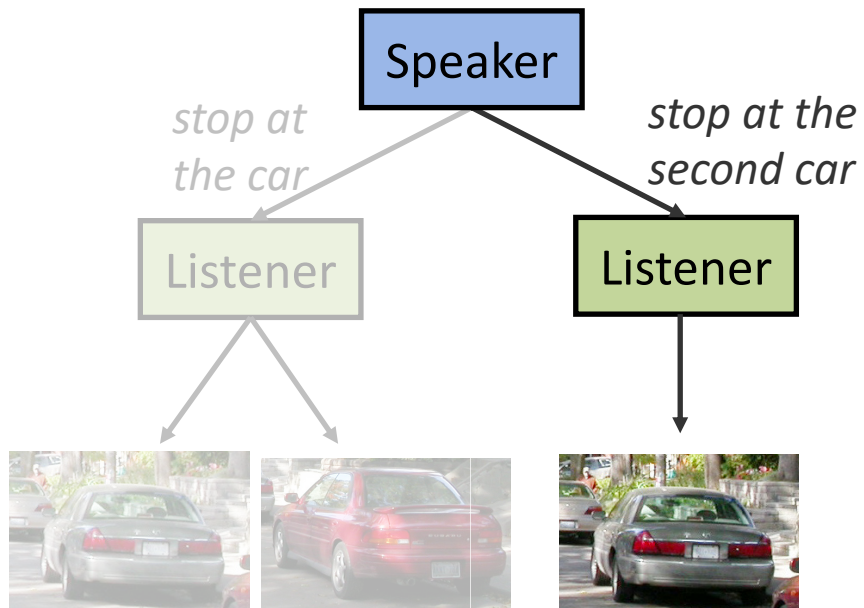 Speaker
stop at
the car
stop at the
second car
Listener
Listener